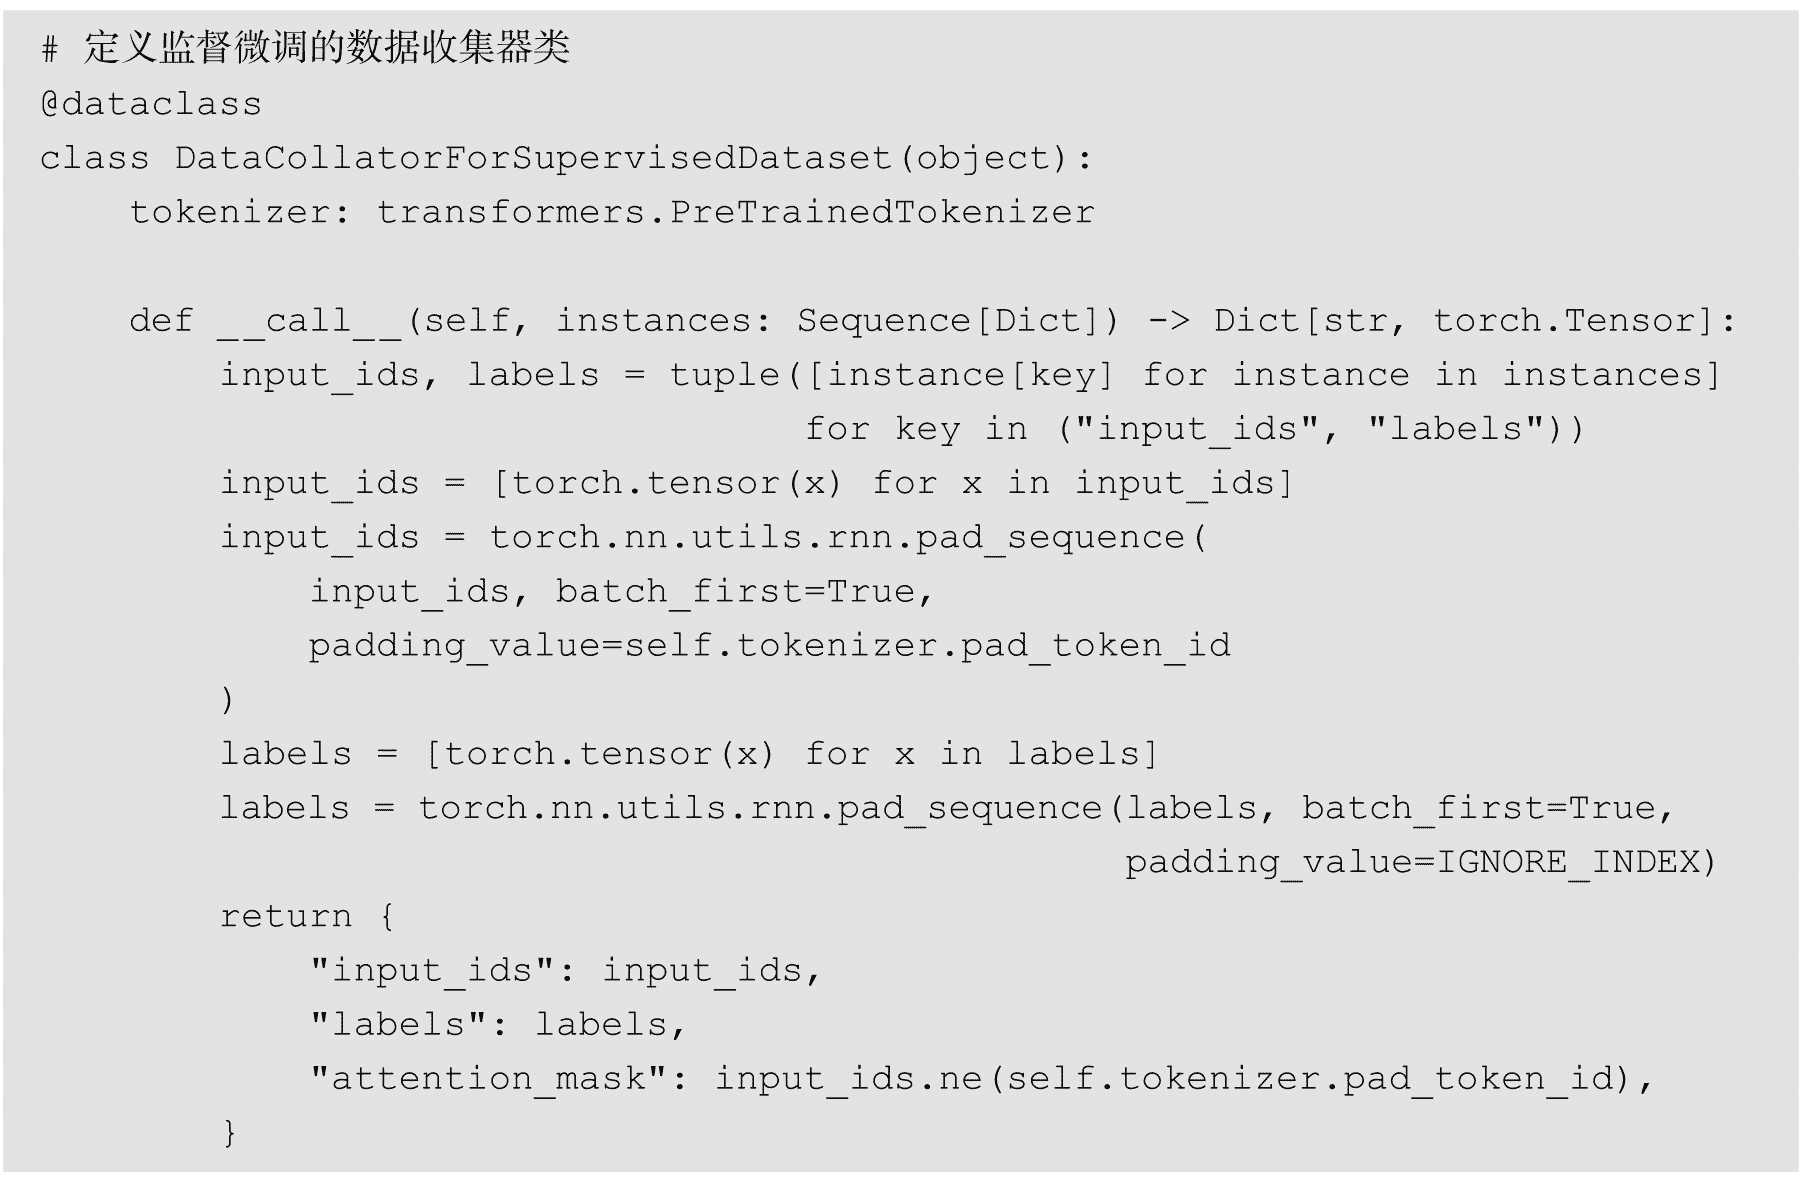 # 定义监督微调的数据收集器类
@dataclass
class DataCollatorForSupervisedDataset(object):
    tokenizer: transformers.PreTrainedTokenizer

    def __call__(self, instances: Sequence[Dict]) -> Dict[str, torch.Tensor]:
        input_ids, labels = tuple([instance[key] for instance in instances]
                                  for key in ("input_ids", "labels"))
        input_ids = [torch.tensor(x) for x in input_ids]
        input_ids = torch.nn.utils.rnn.pad_sequence(
            input_ids, batch_first=True,
            padding_value=self.tokenizer.pad_token_id
        )
        labels = [torch.tensor(x) for x in labels]
        labels = torch.nn.utils.rnn.pad_sequence(labels, batch_first=True,
                                                 padding_value=IGNORE_INDEX)
        return {
            "input_ids": input_ids,
            "labels": labels,
            "attention_mask": input_ids.ne(self.tokenizer.pad_token_id),
        }